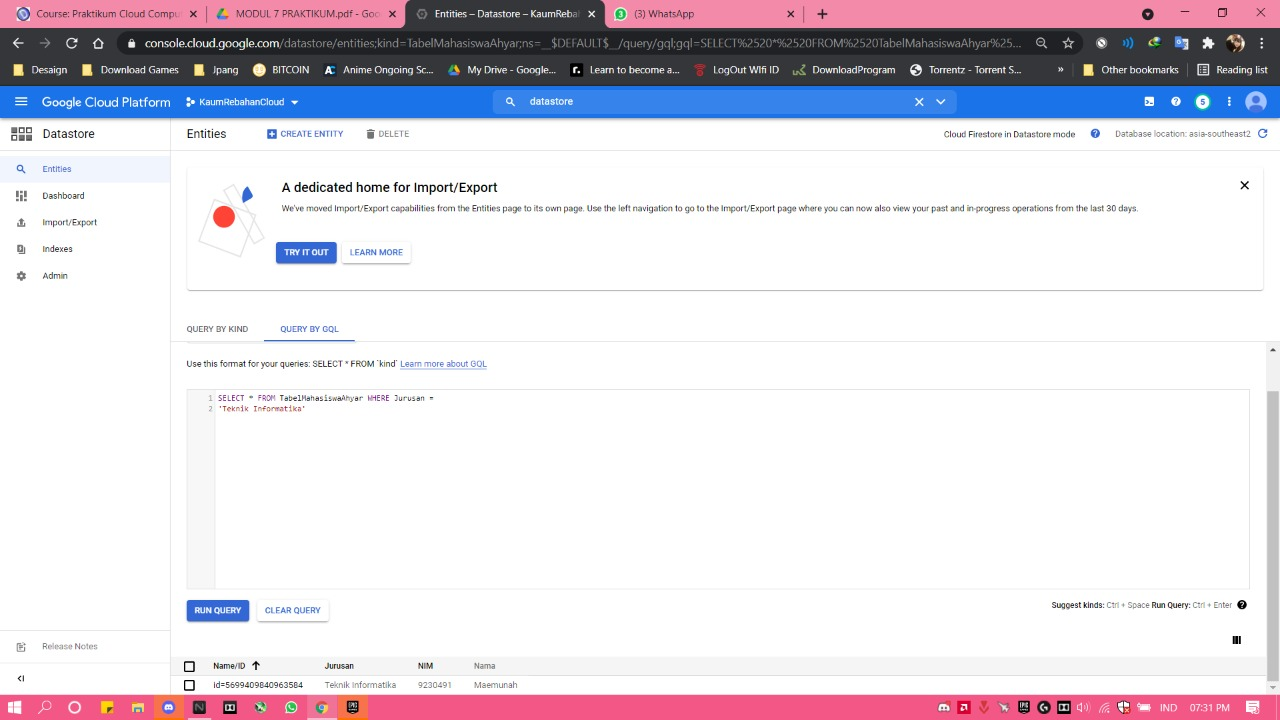 Course: Praktikum Cloud Compu
MODUL 7 PRAKTIKUM.pdf - Goo
Entities – Datastore – KaumRebah
(3) WhatsApp
console.cloud.google.com/datastore/entities;kind=TabelMahasiswaAhyar;ns=__$DEFAULT$__/query/gql;gql=SELECT%2520*%2520FROM%2520TabelMahasiswaAhyar%25...
Desaign
Download Games
Jpang
BITCOIN
Anime Ongoing Sc...
My Drive - Google...
Learn to become a...
LogOut WIfi ID
DownloadProgram
Torrentz - Torrent S...
»
Other bookmarks
Reading list
Google Cloud Platform
KaumRebahanCloud
datastore
5
Datastore
Entities
CREATE ENTITY
DELETE
Cloud Firestore in Datastore mode
Database location: asia-southeast2
Entities
Dashboard
Import/Export
Indexes
Admin
A dedicated home for Import/Export
We've moved Import/Export capabilities from the Entities page to its own page. Use the left navigation to go to the Import/Export page where you can now also view your past and in-progress operations from the last 30 days.
TRY IT OUT
LEARN MORE
QUERY BY KIND
QUERY BY GQL
Use this format for your queries: SELECT * FROM `kind` Learn more about GQL
1 SELECT * FROM TabelMahasiswaAhyar WHERE Jurusan =
2 'Teknik Informatika'
RUN QUERY
CLEAR QUERY
Suggest kinds: Ctrl + Space Run Query: Ctrl + Enter
Name/ID Jurusan NIM Nama
id=5699409840963584 Teknik Informatika 9230491 Maemunah
Release Notes
IND
07:31 PM